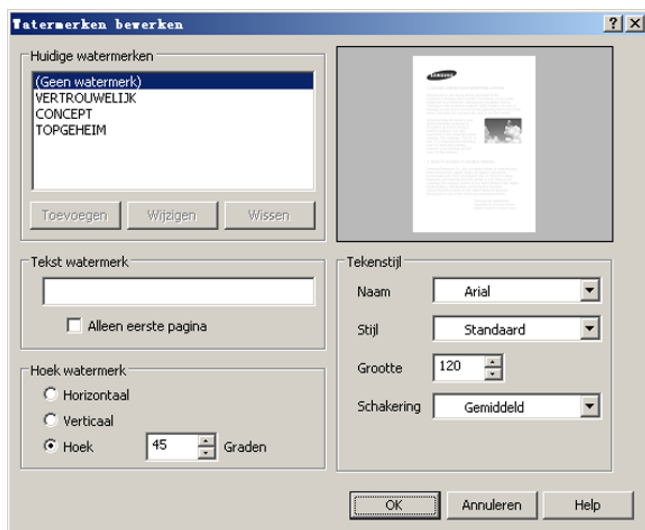 Watermerken bewerken
Huidige watermerken
(Geen watermerk)
VERTROUWELIJK
CONCEPT
TOPGEHEIM
Toevoegen Wijzigen Wissen
SAMSUNG
Tekst watermerk
Alleen eerste pagina
Hoek watermerk
Horizontaal
Verticaal
Hoek 45 Graden
Tekenstijl
Naam Arial
Stijl Standaard
Grootte 120
Schakering Gemiddeld
OK Annuleren Help